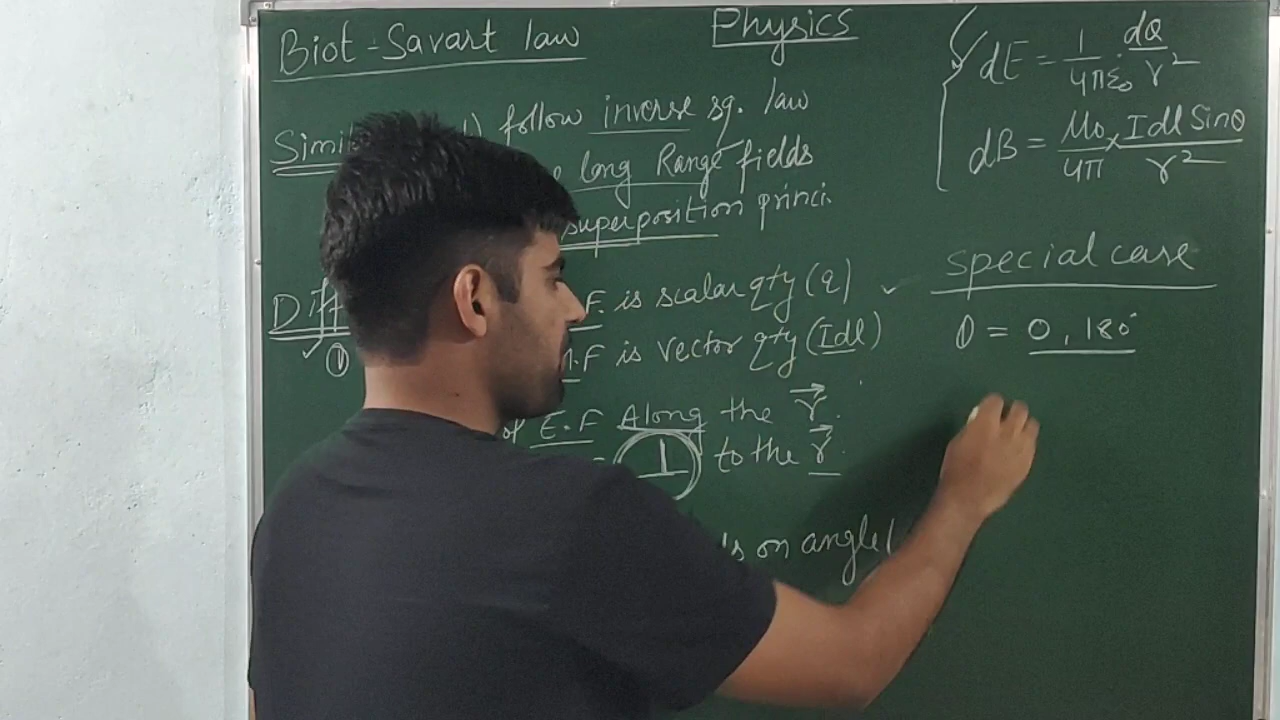 Biot-Savart law
Physics
dE = 1/4πε₀ · dQ/r²
dB = μ₀/4π × Idl Sinθ/r²
1) follow inverse sq. law
long Range fields
superposition princi.
F. is scalar qty (q)
① M.F is vector qty (Idl)
of E.F Along the r⃗.
⊥ to the r⃗.
on angle
special case
θ = 0, 180°